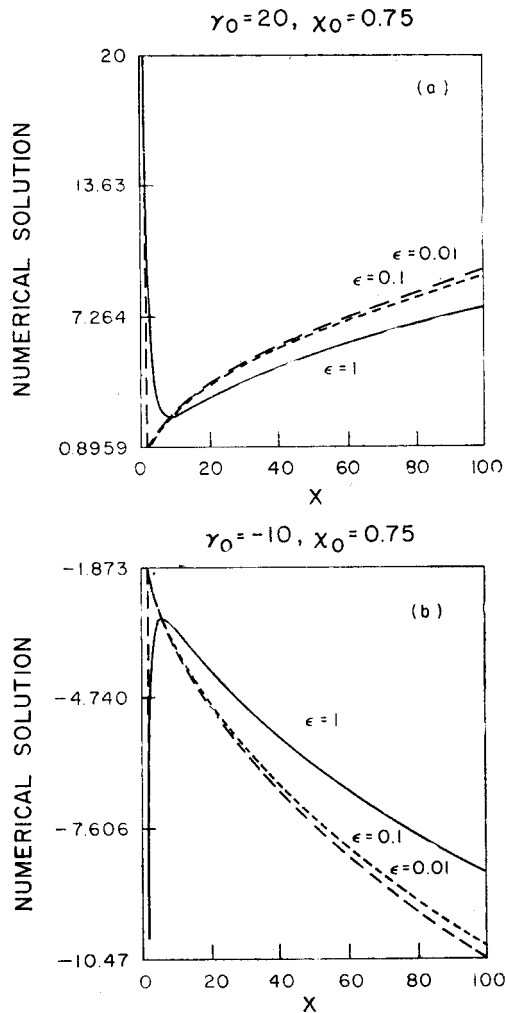 γ₀=20, χ₀=0.75
(a)
NUMERICAL SOLUTION
20
13.63
7.264
0.8959
ϵ=0.01
ϵ=0.1
ϵ=1
0 20 40 60 80 100
X
γ₀=-10, χ₀=0.75
(b)
NUMERICAL SOLUTION
-1.873
-4.740
-7.606
-10.47
ϵ=1
ϵ=0.1
ϵ=0.01
0 20 40 60 80 100
X